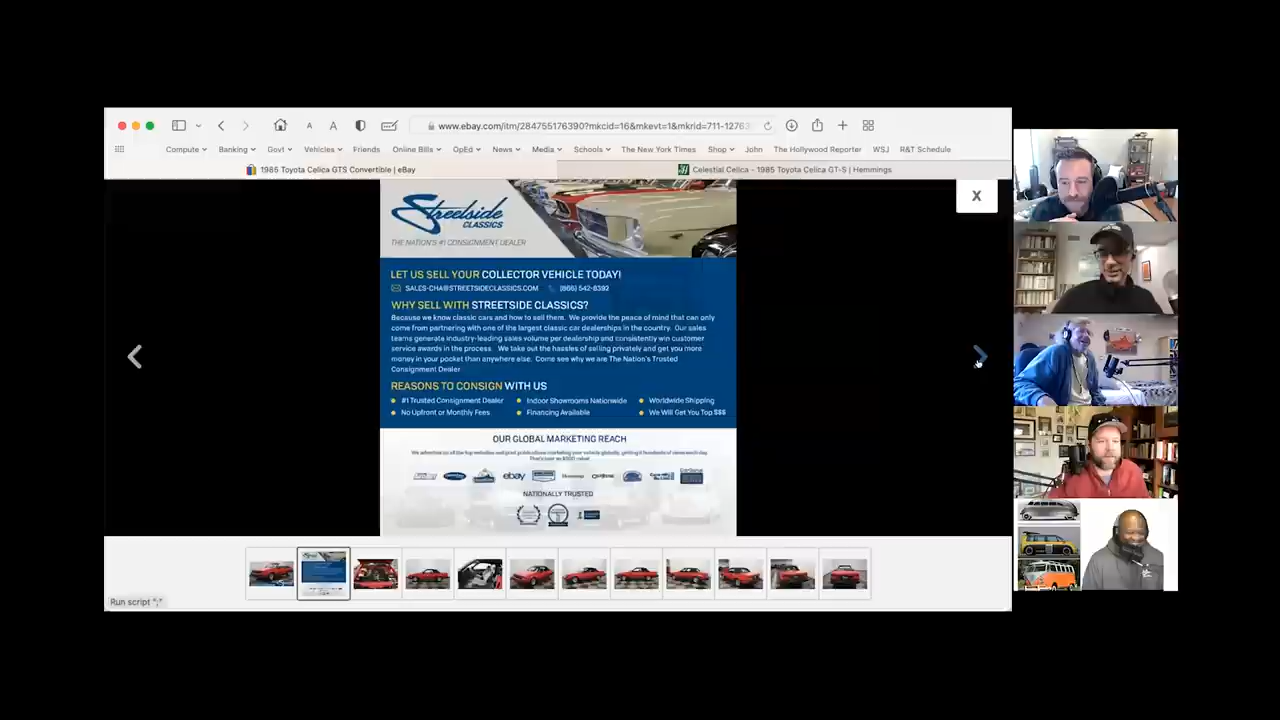 www.ebay.com/itm/284755176390?mkcid=16&mkevt=1&mkrid=711-12763
Compute Banking Govt Vehicles Friends Online Bills OpEd News Media Schools The New York Times Shop John The Hollywood Reporter WSJ R&T Schedule
1985 Toyota Celica GTS Convertible | eBay
Celestial Celica - 1985 Toyota Celica GT-S | Hemmings
X
Streetside
CLASSICS
THE NATION'S #1 CONSIGNMENT DEALER
LET US SELL YOUR COLLECTOR VEHICLE TODAY!
SALES-CHA@STREETSIDECLASSICS.COM (866) 542-8392
WHY SELL WITH STREETSIDE CLASSICS?
Because we know classic cars and how to sell them. We provide the peace of mind that can only
come from partnering with one of the largest classic car dealerships in the country. Our sales
teams generate industry-leading sales volume per dealership and consistently win customer
service awards in the process. We take out the hassles of selling privately and get you more
money in your pocket than anywhere else. Come see why we are The Nation's Trusted
Consignment Dealer
REASONS TO CONSIGN WITH US
#1 Trusted Consignment Dealer Indoor Showrooms Nationwide Worldwide Shipping
No Upfront or Monthly Fees Financing Available We Will Get You Top $$$
OUR GLOBAL MARKETING REACH
ebay
NATIONALLY TRUSTED
Run script ";"